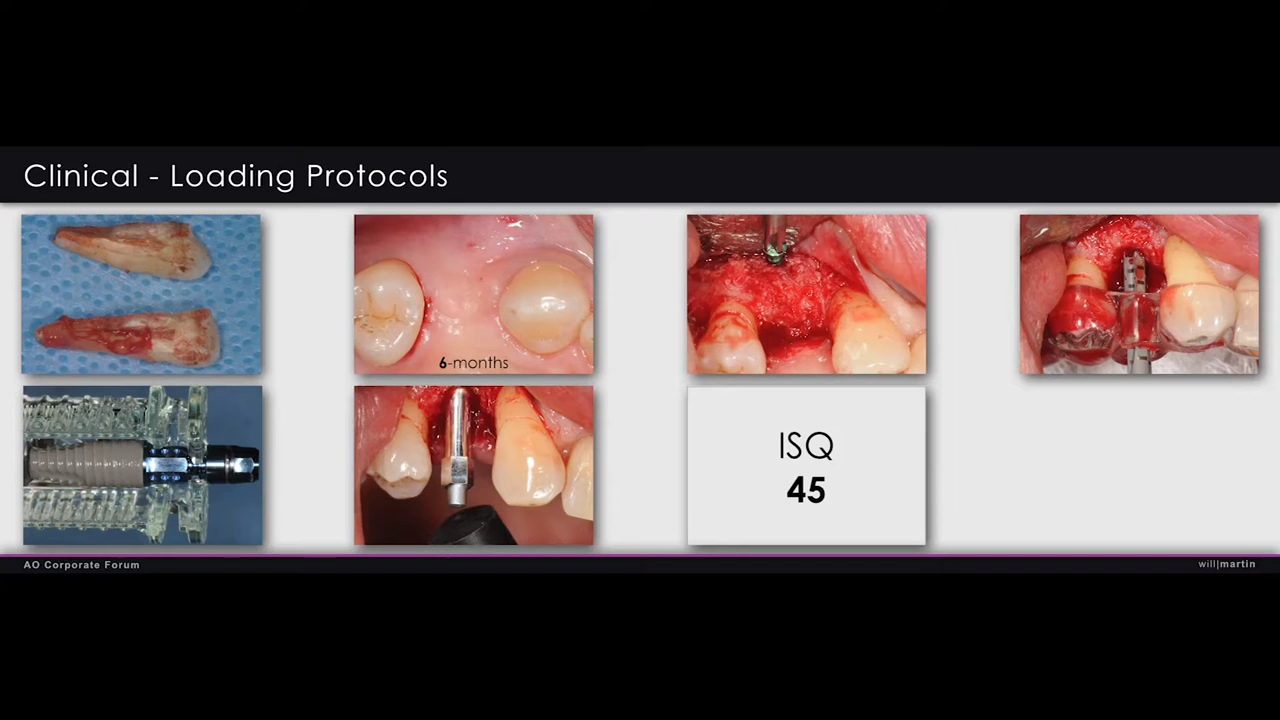 Clinical - Loading Protocols
6-months
ISQ
45
AO Corporate Forum
will|martin